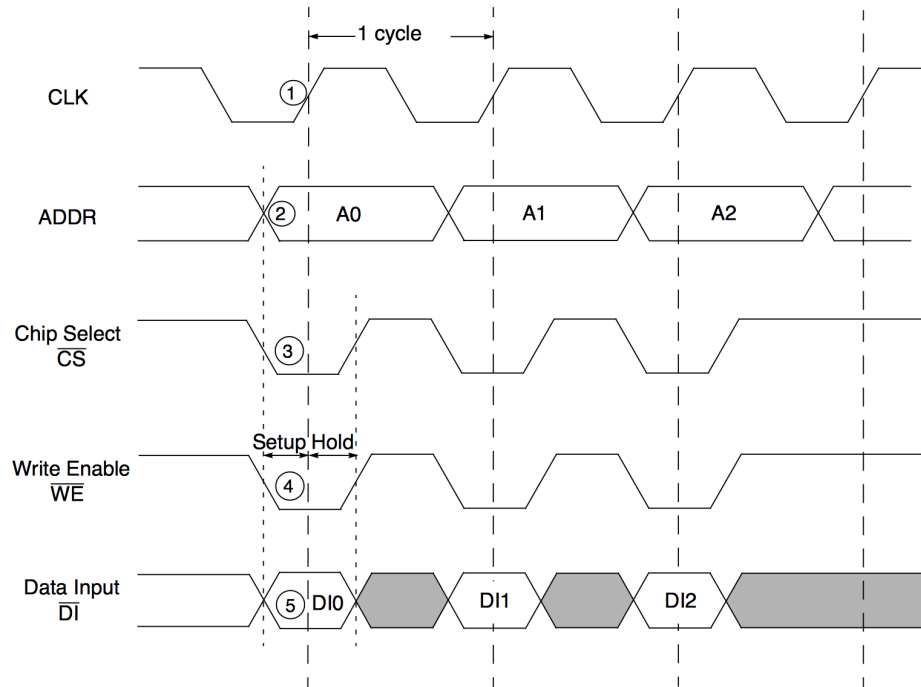 1 cycle
CLK
1
ADDR
2
A0
A1
A2
Chip Select
CS
3
Setup Hold
Write Enable
WE
4
Data Input
DI
5
DI0
DI1
DI2